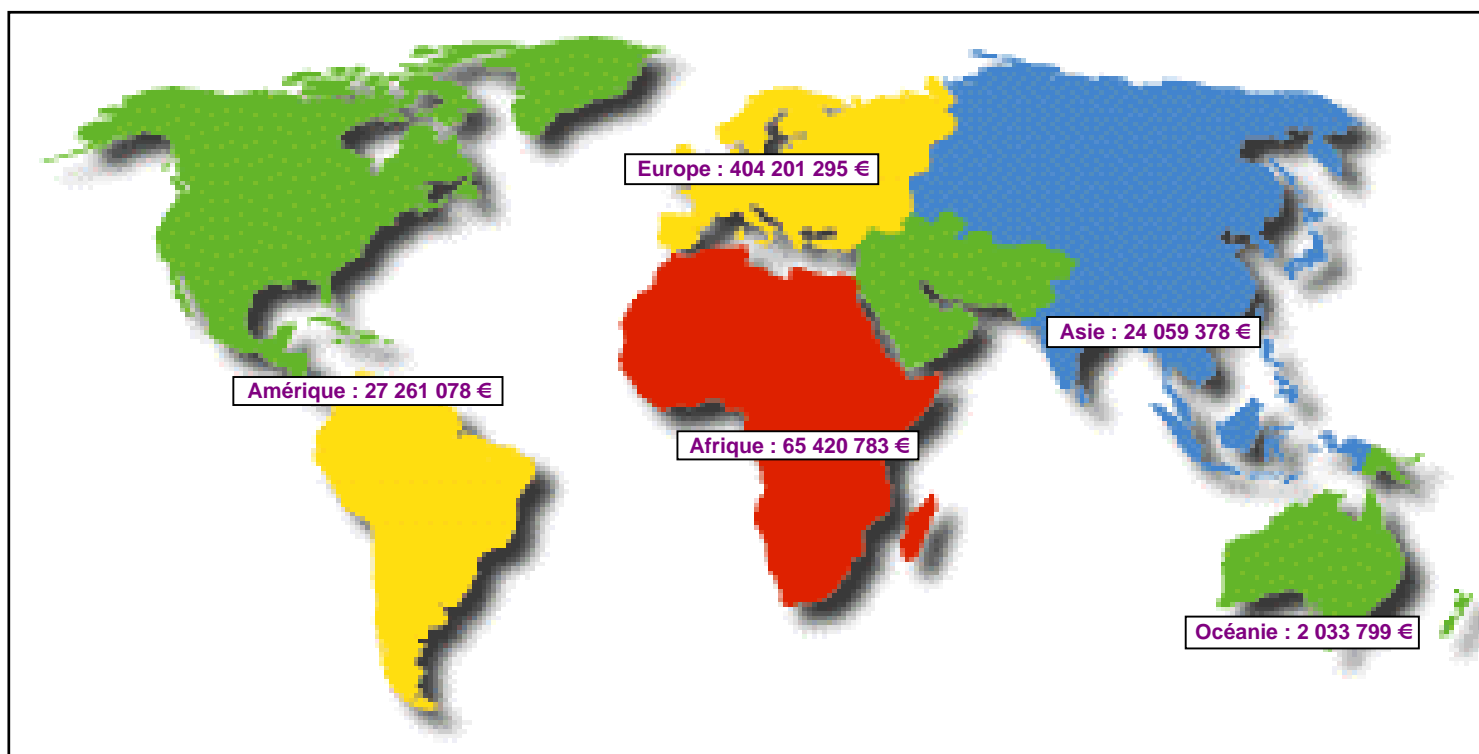 Europe : 404 201 295 €
Asie : 24 059 378 €
Amérique : 27 261 078 €
Afrique : 65 420 783 €
Océanie : 2 033 799 €